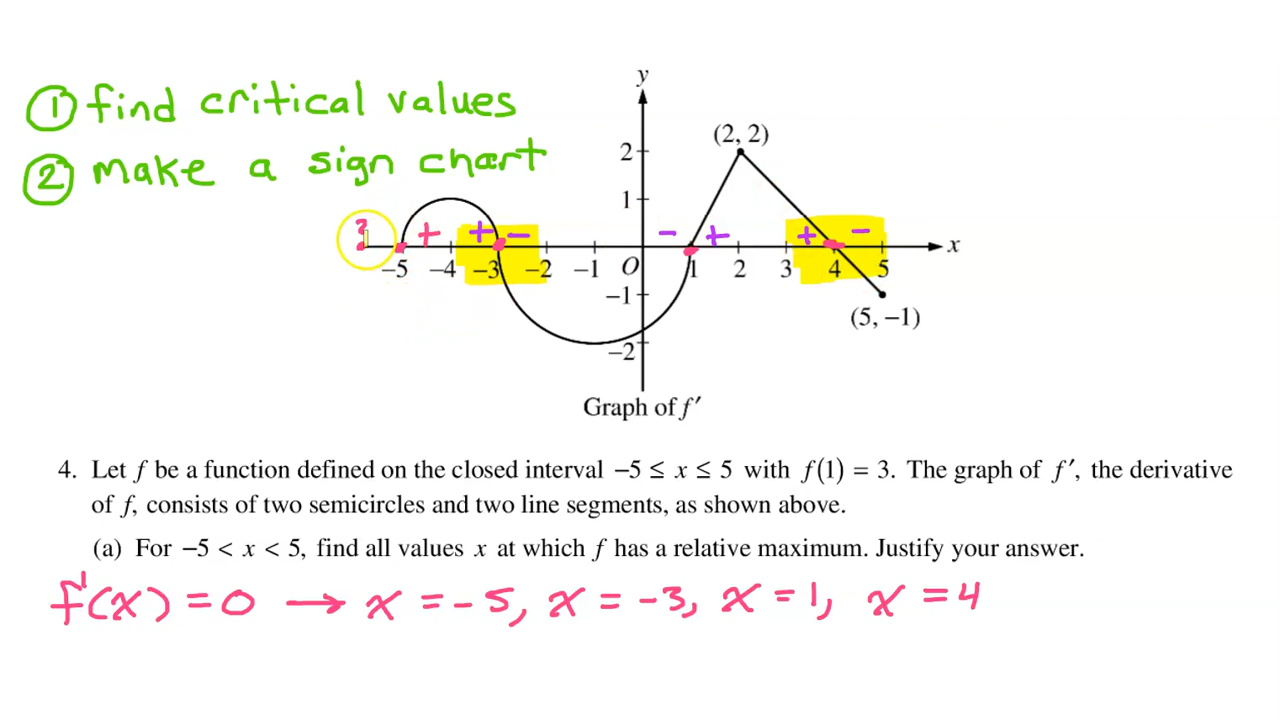 ① find critical values
② make a sign chart
y
(2, 2)
2
1
? + + − − + + −
x
−5 −4 −3 −2 −1 O 1 2 3 4 5
−1
(5, −1)
−2
Graph of f′
4. Let f be a function defined on the closed interval −5 ≤ x ≤ 5 with f(1) = 3. The graph of f′, the derivative
of f, consists of two semicircles and two line segments, as shown above.
(a) For −5 < x < 5, find all values x at which f has a relative maximum. Justify your answer.
f'(x) = 0 → x = -5, x = -3, x = 1, x = 4